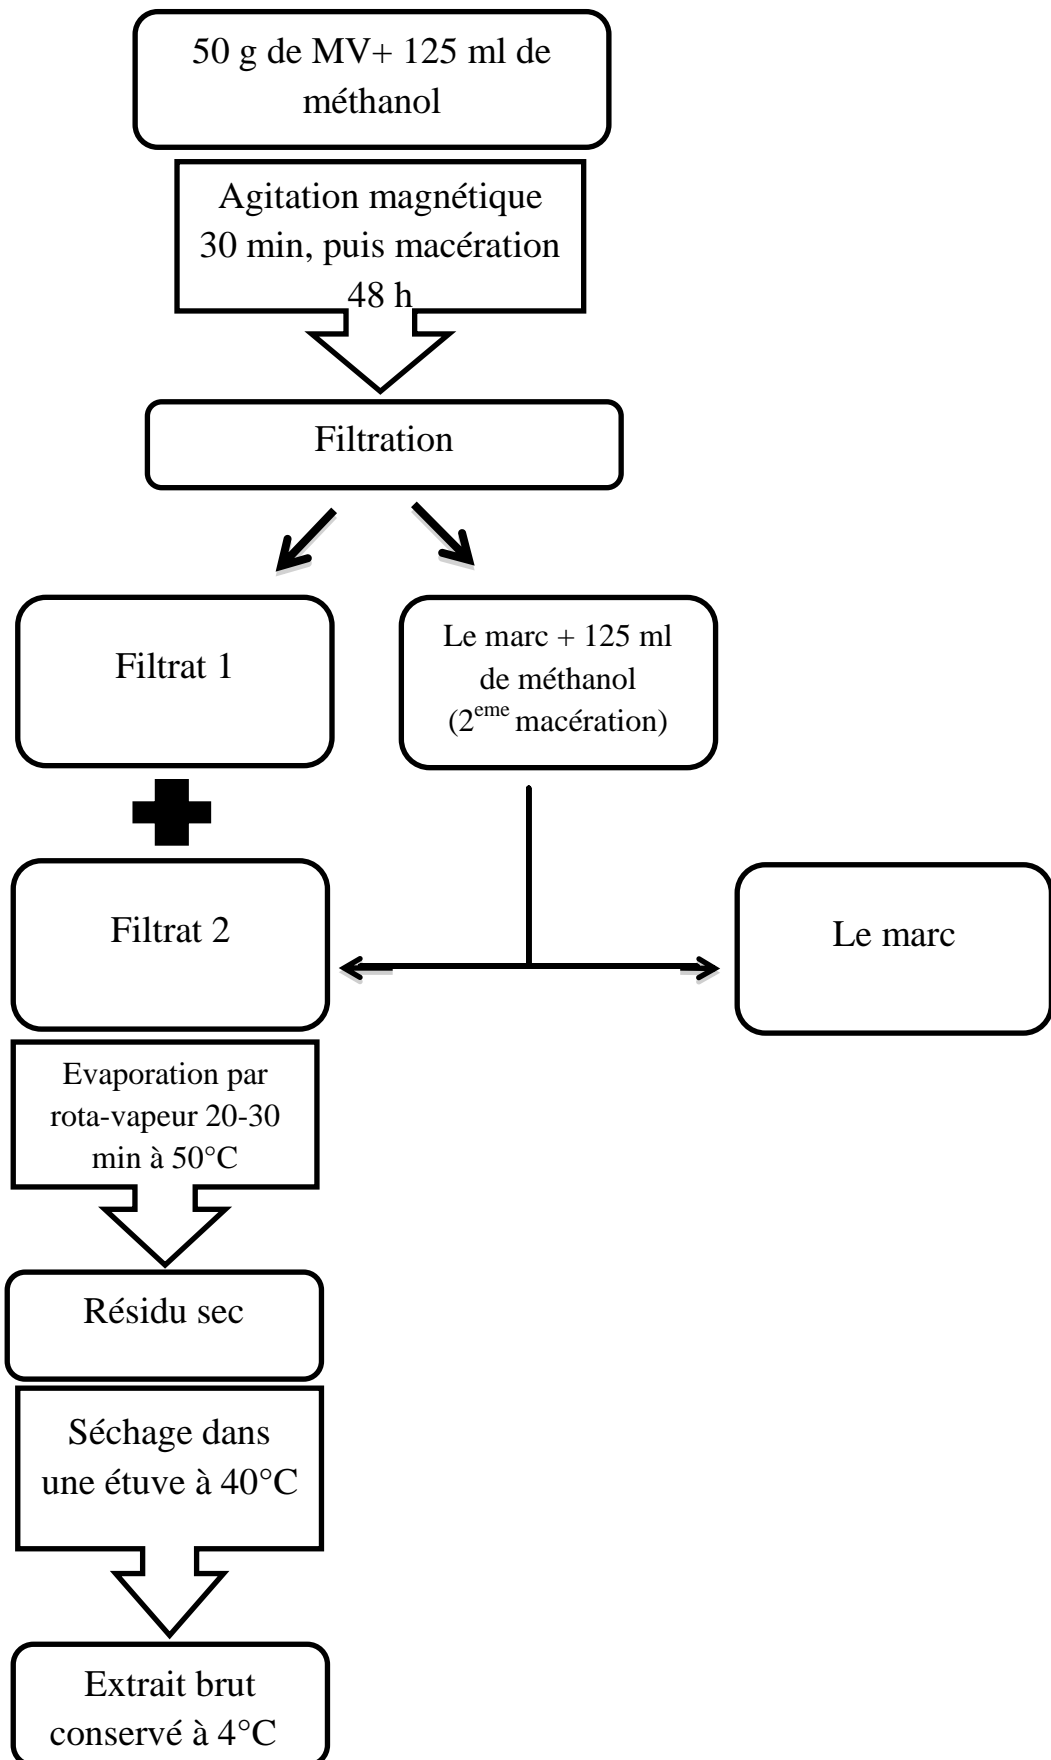 50 g de MV+ 125 ml de
méthanol
Agitation magnétique
30 min, puis macération
48 h
Filtration
Filtrat 1
Le marc + 125 ml
de méthanol
(2eme macération)
Filtrat 2
Le marc
Evaporation par
rota-vapeur 20-30
min à 50°C
Résidu sec
Séchage dans
une étuve à 40°C
Extrait brut
conservé à 4°C